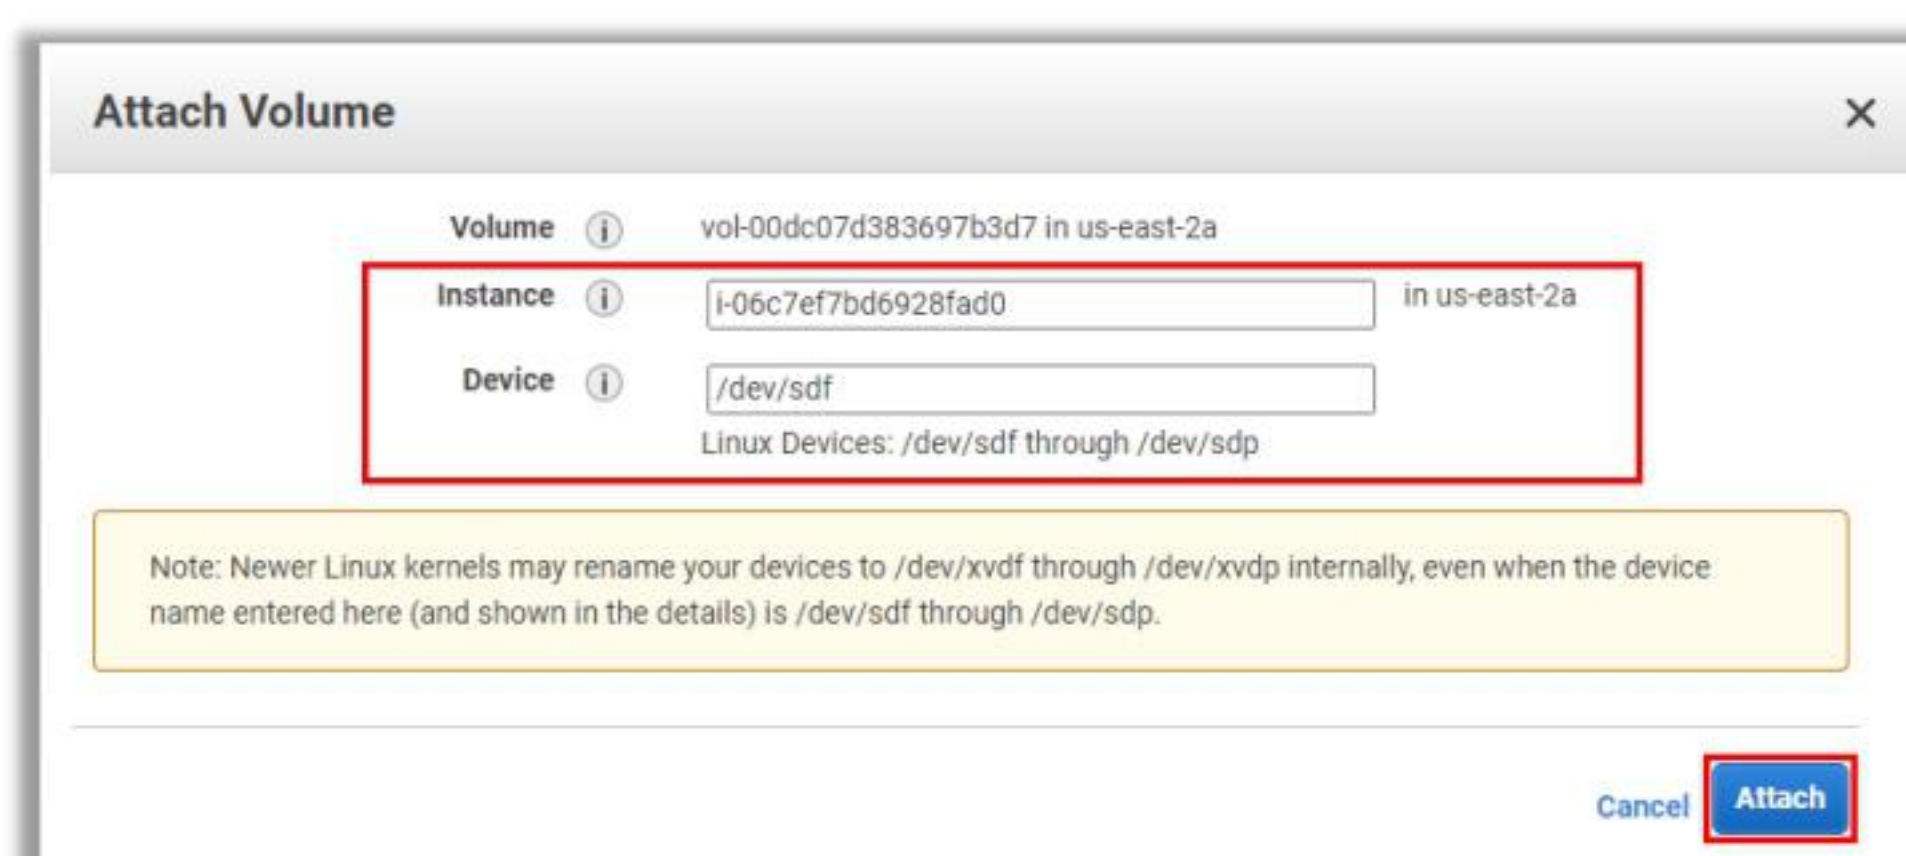 Attach Volume
Volume vol-00dc07d383697b3d7 in us-east-2a
Instance i-06c7ef7bd6928fad0 in us-east-2a
Device /dev/sdf
Linux Devices: /dev/sdf through /dev/sdp
Note: Newer Linux kernels may rename your devices to /dev/xvdf through /dev/xvdp internally, even when the device
name entered here (and shown in the details) is /dev/sdf through /dev/sdp.
Cancel Attach